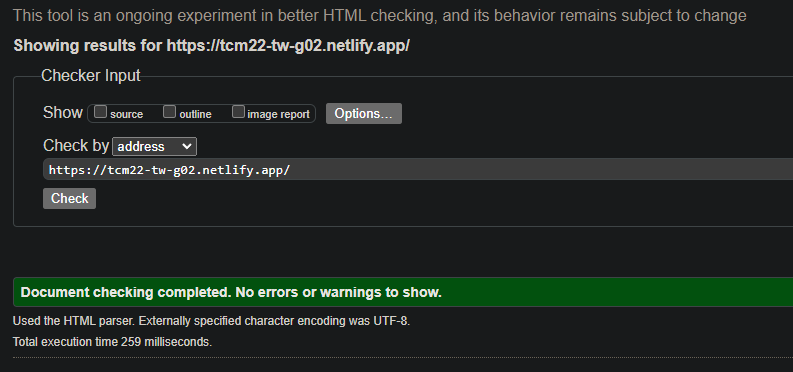 This tool is an ongoing experiment in better HTML checking, and its behavior remains subject to change
Showing results for https://tcm22-tw-g02.netlify.app/
Checker Input
Show source outline image report Options...
Check by address
https://tcm22-tw-g02.netlify.app/
Check
Document checking completed. No errors or warnings to show.
Used the HTML parser. Externally specified character encoding was UTF-8.
Total execution time 259 milliseconds.